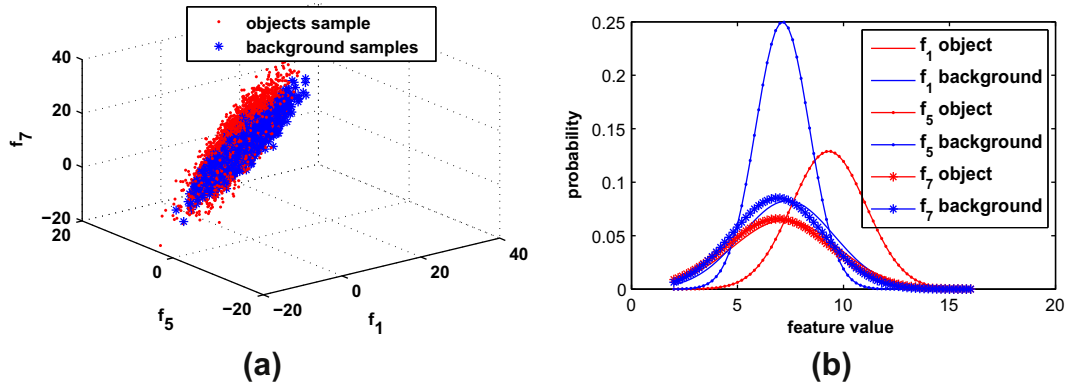 objects sample
background samples
40
20
0
−20
f7
20
0
−20
f5
−20
0
20
40
f1
(a)
0.25
0.2
0.15
0.1
0.05
0
probability
0
5
10
15
20
feature value
f1 object
f1 background
f5 object
f5 background
f7 object
f7 background
(b)